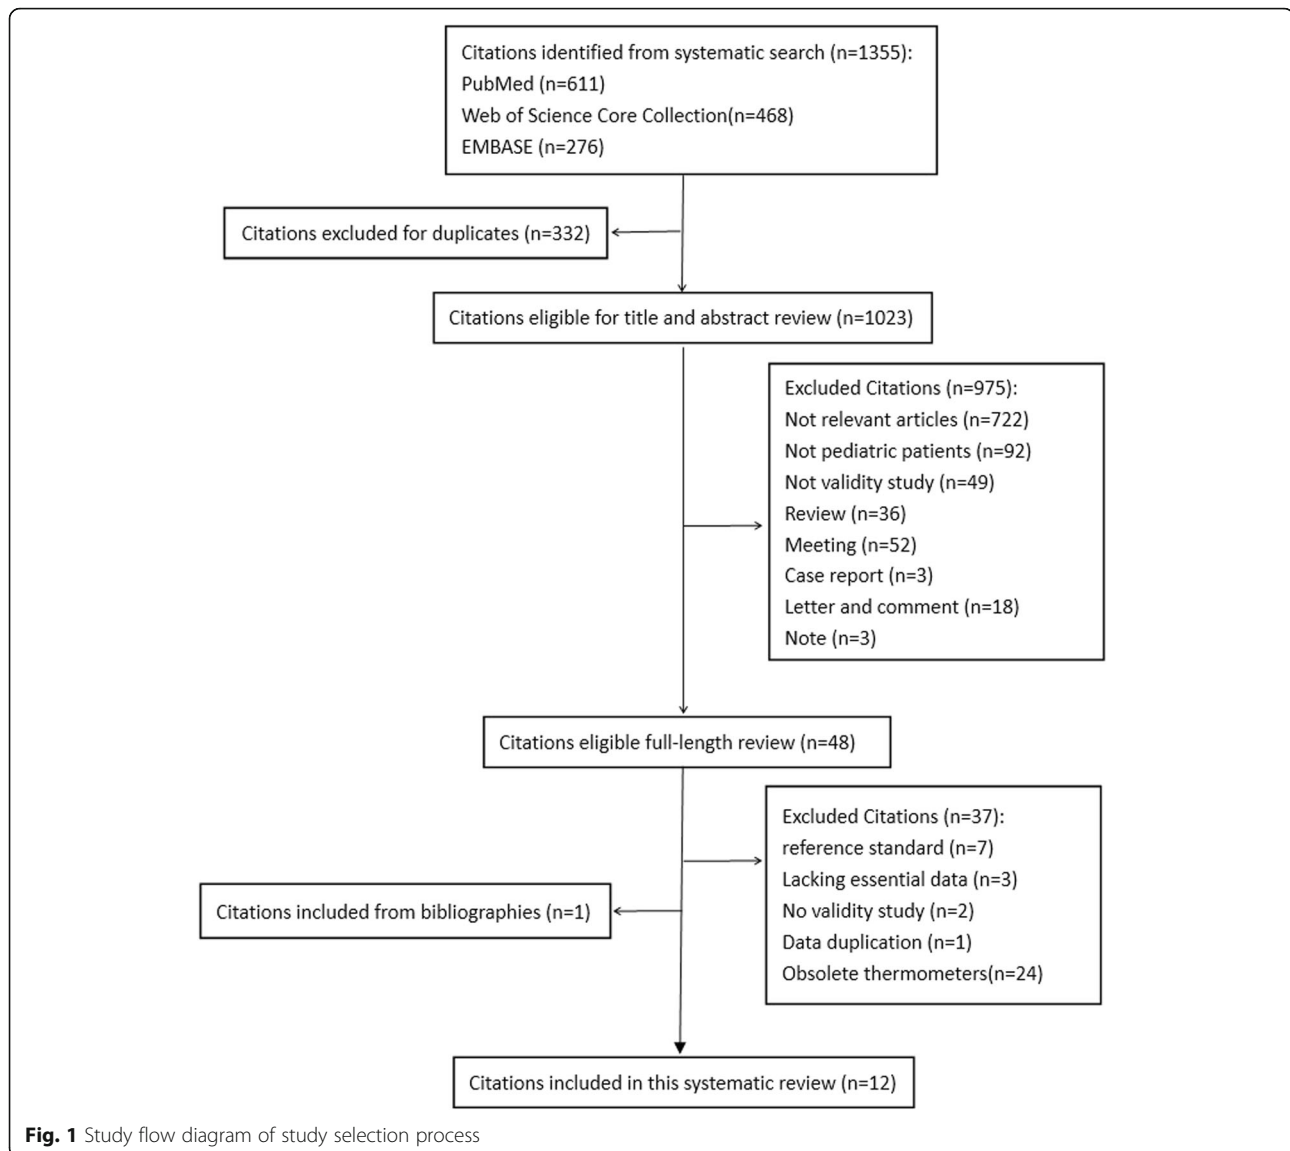 Citations identified from systematic search (n=1355):
PubMed (n=611)
Web of Science Core Collection(n=468)
EMBASE (n=276)
Citations excluded for duplicates (n=332)
Citations eligible for title and abstract review (n=1023)
Excluded Citations (n=975):
Not relevant articles (n=722)
Not pediatric patients (n=92)
Not validity study (n=49)
Review (n=36)
Meeting (n=52)
Case report (n=3)
Letter and comment (n=18)
Note (n=3)
Citations eligible full-length review (n=48)
Excluded Citations (n=37):
reference standard (n=7)
Lacking essential data (n=3)
No validity study (n=2)
Data duplication (n=1)
Obsolete thermometers(n=24)
Citations included from bibliographies (n=1)
Citations included in this systematic review (n=12)
Fig. 1 Study flow diagram of study selection process